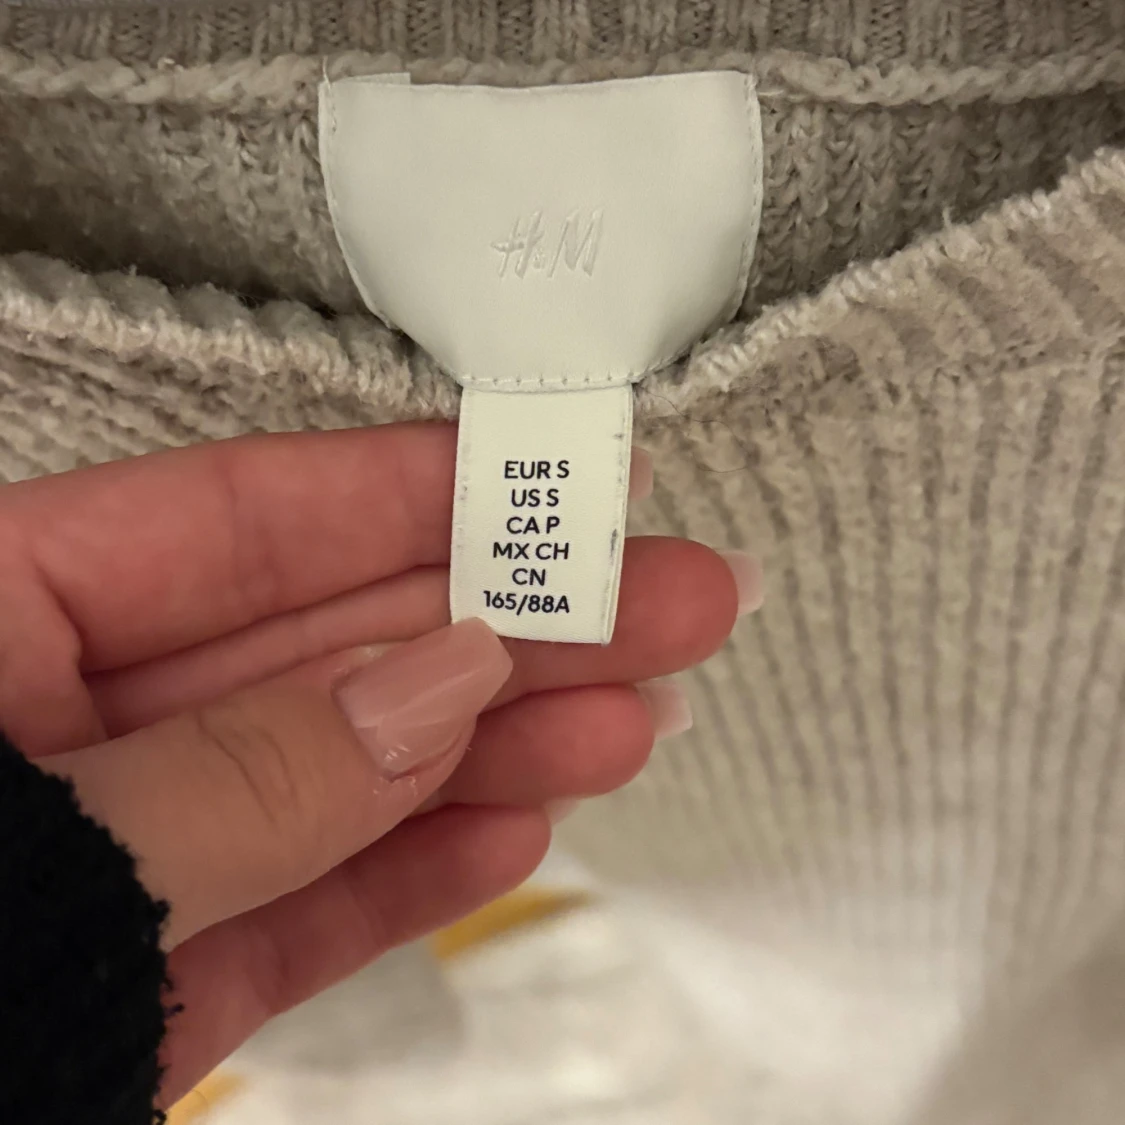 H&M
EUR S
US S
CA P
MX CH
CN
165/88A